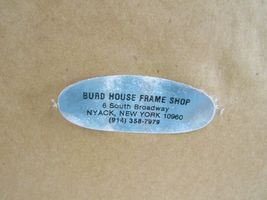 BURD HOUSE FRAME SHOP
6 South Broadway
NYACK, NEW YORK 10960
(914) 358-7979